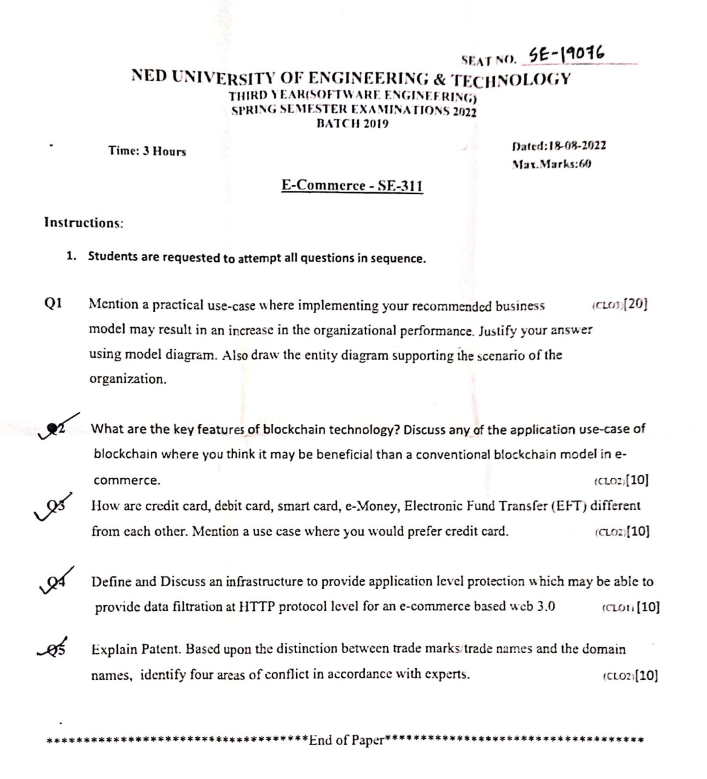 SEAT NO. SE-19076
NED UNIVERSITY OF ENGINEERING & TECHNOLOGY
THIRD YEAR(SOFTWARE ENGINEERING)
SPRING SEMESTER EXAMINATIONS 2022
BATCH 2019
Time: 3 Hours Dated:18-08-2022
Max.Marks:60
E-Commerce - SE-311
Instructions:
1. Students are requested to attempt all questions in sequence.
Q1 Mention a practical use-case where implementing your recommended business (CLO3)[20]
model may result in an increase in the organizational performance. Justify your answer
using model diagram. Also draw the entity diagram supporting the scenario of the
organization.
Q2 What are the key features of blockchain technology? Discuss any of the application use-case of
blockchain where you think it may be beneficial than a conventional blockchain model in e-
commerce. (CLO2)[10]
Q3 How are credit card, debit card, smart card, e-Money, Electronic Fund Transfer (EFT) different
from each other. Mention a use case where you would prefer credit card. (CLO2)[10]
Q4 Define and Discuss an infrastructure to provide application level protection which may be able to
provide data filtration at HTTP protocol level for an e-commerce based web 3.0 (CLO1)[10]
Q5 Explain Patent. Based upon the distinction between trade marks/trade names and the domain
names, identify four areas of conflict in accordance with experts. (CLO2)[10]
************************************End of Paper************************************